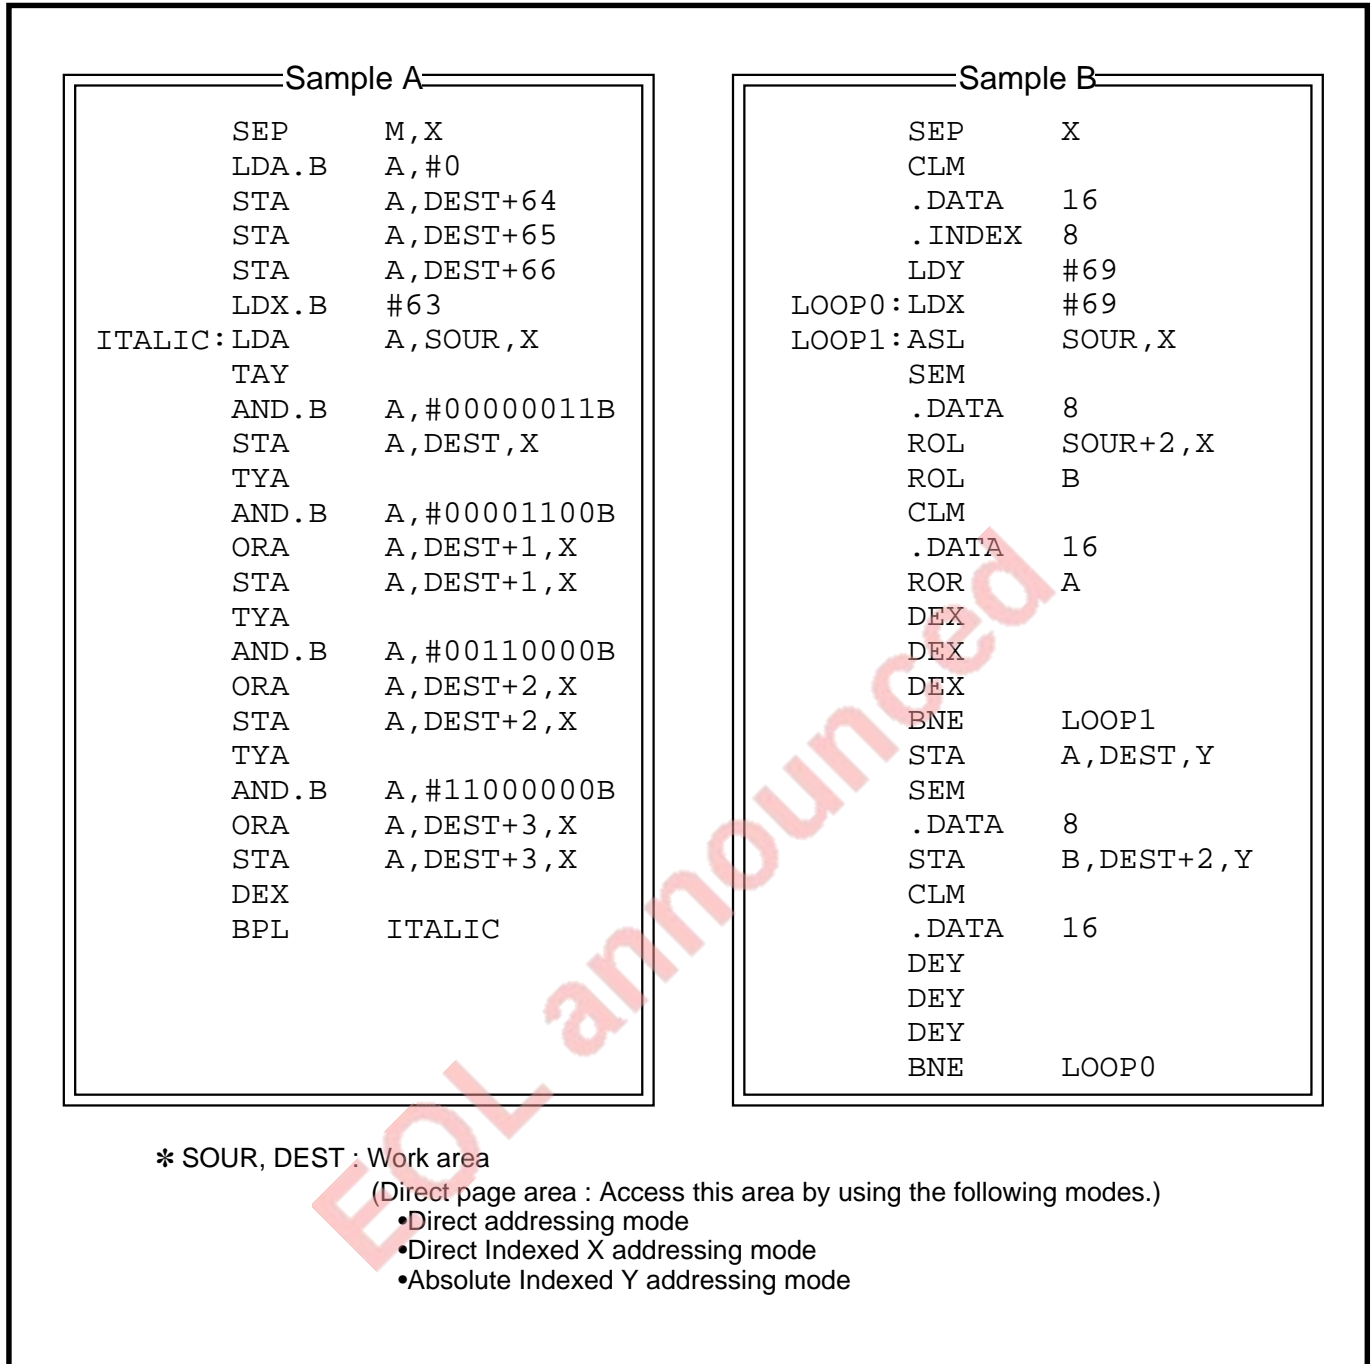 Sample A
SEP M,X
LDA.B A,#0
STA A,DEST+64
STA A,DEST+65
STA A,DEST+66
LDX.B #63
ITALIC:LDA A,SOUR,X
TAY
AND.B A,#00000011B
STA A,DEST,X
TYA
AND.B A,#00001100B
ORA A,DEST+1,X
STA A,DEST+1,X
TYA
AND.B A,#00110000B
ORA A,DEST+2,X
STA A,DEST+2,X
TYA
AND.B A,#11000000B
ORA A,DEST+3,X
STA A,DEST+3,X
DEX
BPL ITALIC
Sample B
SEP X
CLM
.DATA 16
.INDEX 8
LDY #69
LOOP0:LDX #69
LOOP1:ASL SOUR,X
SEM
.DATA 8
ROL SOUR+2,X
ROL B
CLM
.DATA 16
ROR A
DEX
DEX
DEX
BNE LOOP1
STA A,DEST,Y
SEM
.DATA 8
STA B,DEST+2,Y
CLM
.DATA 16
DEY
DEY
DEY
BNE LOOP0
✽ SOUR, DEST : Work area
(Direct page area : Access this area by using the following modes.)
•Direct addressing mode
•Direct Indexed X addressing mode
•Absolute Indexed Y addressing mode
EOL announced